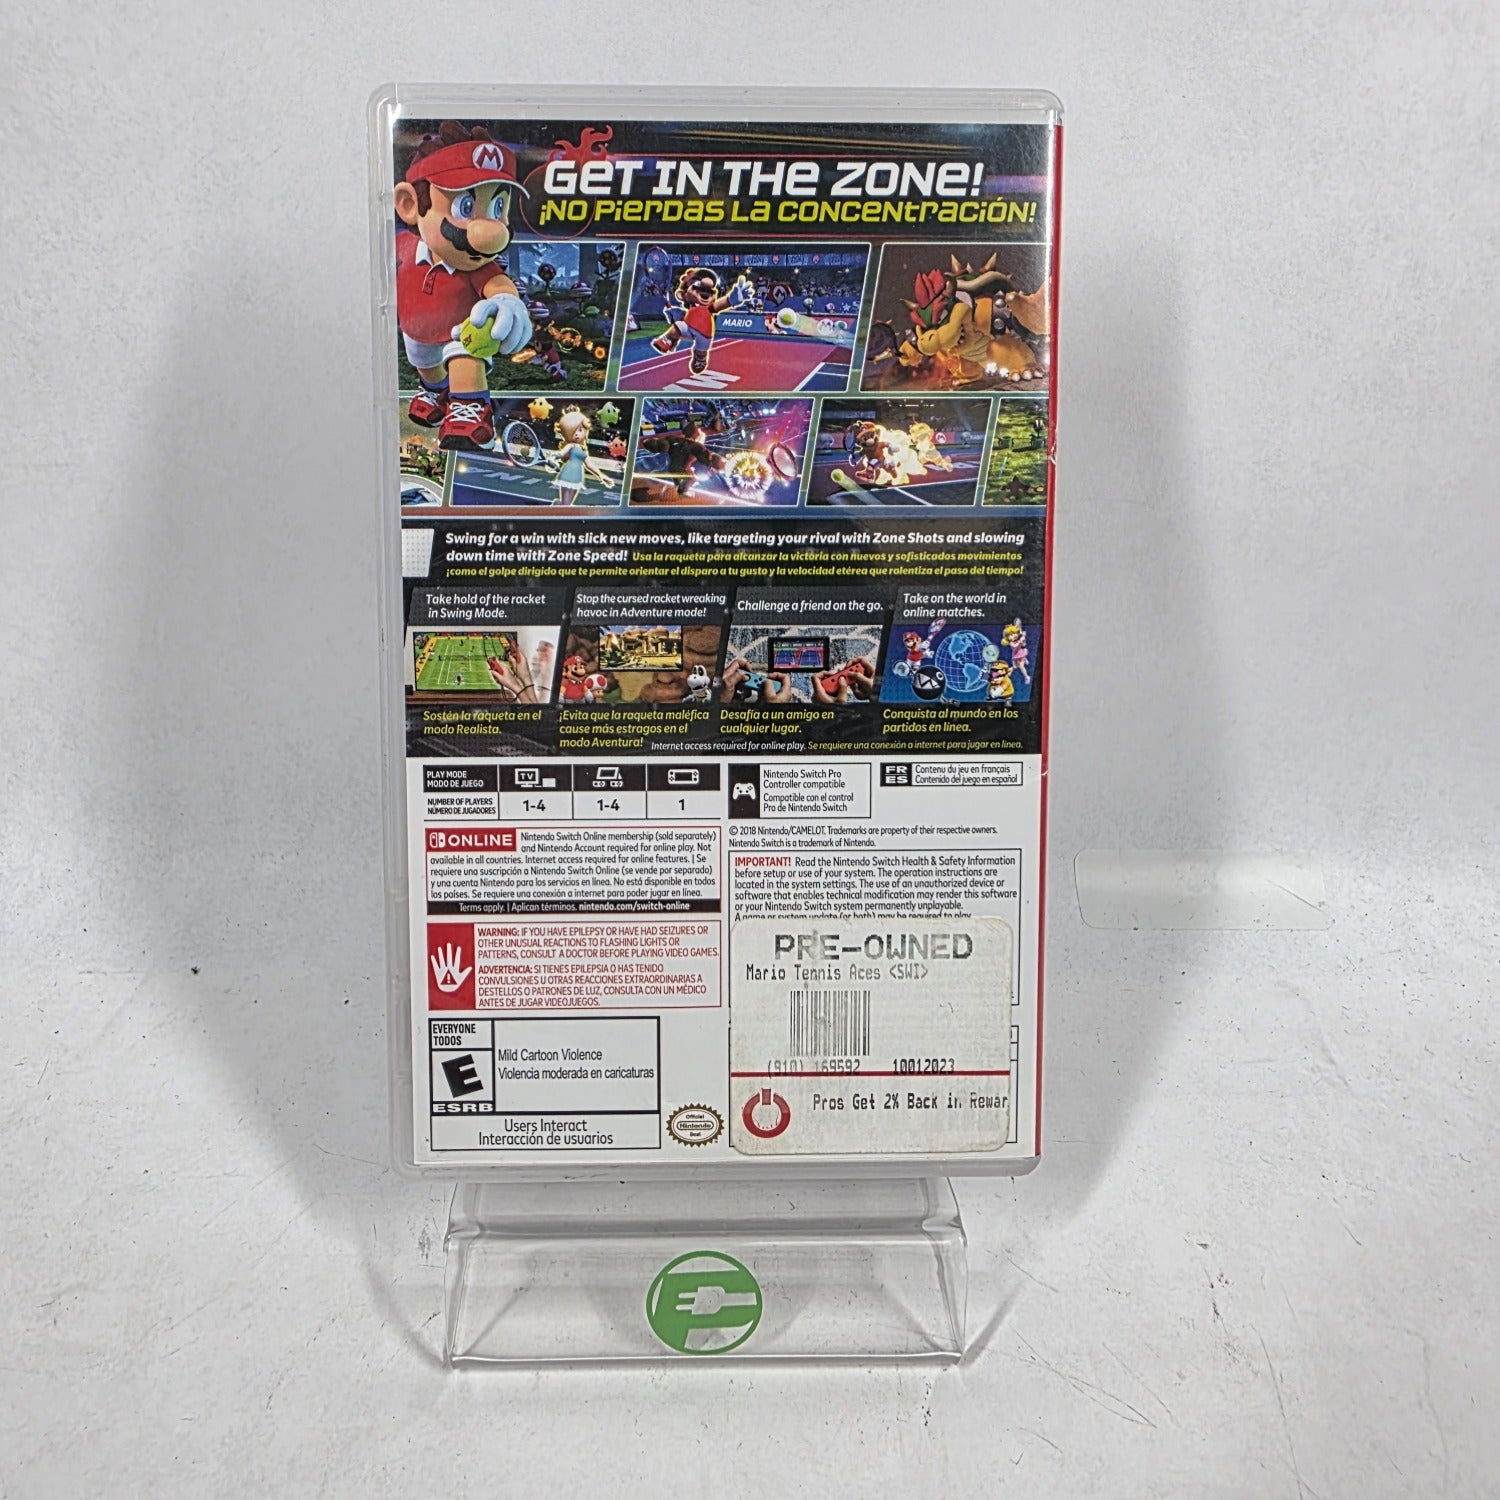 GET IN THE ZONE!
¡NO PIERDAS LA CONCENTRACIÓN!
M
MARIO
Swing for a win with slick new moves, like targeting your rival with Zone Shots and slowing
down time with Zone Speed! Usa la raqueta para alcanzar la victoria con nuevos y sofisticados movimientos
¡como el golpe dirigido que te permite orientar el disparo a tu gusto y la velocidad etérea que ralentiza el paso del tiempo!
Take hold of the racket
in Swing Mode.
Sostén la raqueta en el
modo Realista.
Stop the cursed racket wreaking
havoc in Adventure mode!
¡Evita que la raqueta maléfica
cause más estragos en el
modo Aventura!
Challenge a friend on the go.
Desafía a un amigo en
cualquier lugar.
Take on the world in
online matches.
Conquista al mundo en los
partidos en línea.
Internet access required for online play. Se requiere una conexión a internet para jugar en línea.
PLAY MODE
MODO DE JUEGO
TV
NUMBER OF PLAYERS
NÚMERO DE JUGADORES
1-4 1-4 1
Nintendo Switch Pro
Controller compatible
Compatible con el control
Pro de Nintendo Switch
FR Contenu du jeu en français
ES Contenido del juego en español
ONLINE Nintendo Switch Online membership (sold separately)
and Nintendo Account required for online play. Not
available in all countries. Internet access required for online features. | Se
requiere una suscripción a Nintendo Switch Online (se vende por separado)
y una cuenta Nintendo para los servicios en línea. No está disponible en todos
los países. Se requiere una conexión a internet para poder jugar en línea.
Terms apply. | Aplican términos. nintendo.com/switch-online
© 2018 Nintendo/CAMELOT. Trademarks are property of their respective owners.
Nintendo Switch is a trademark of Nintendo.
IMPORTANT! Read the Nintendo Switch Health & Safety Information
before setup or use of your system. The operation instructions are
located in the system settings. The use of an unauthorized device or
software that enables technical modification may render this software
or your Nintendo Switch system permanently unplayable.
A game or system update (or both) may be required to play.
WARNING: IF YOU HAVE EPILEPSY OR HAVE HAD SEIZURES OR
OTHER UNUSUAL REACTIONS TO FLASHING LIGHTS OR
PATTERNS, CONSULT A DOCTOR BEFORE PLAYING VIDEO GAMES.
ADVERTENCIA: SI TIENES EPILEPSIA O HAS TENIDO
CONVULSIONES U OTRAS REACCIONES EXTRAORDINARIAS A
DESTELLOS O PATRONES DE LUZ, CONSULTA CON UN MÉDICO
ANTES DE JUGAR VIDEOJUEGOS.
EVERYONE
TODOS
E
ESRB
Mild Cartoon Violence
Violencia moderada en caricaturas
Users Interact
Interacción de usuarios
Official
Nintendo
Seal
PRE-OWNED
Mario Tennis Aces <SWI>
(910) 169592 10012023
Pros Get 2% Back in Rewar